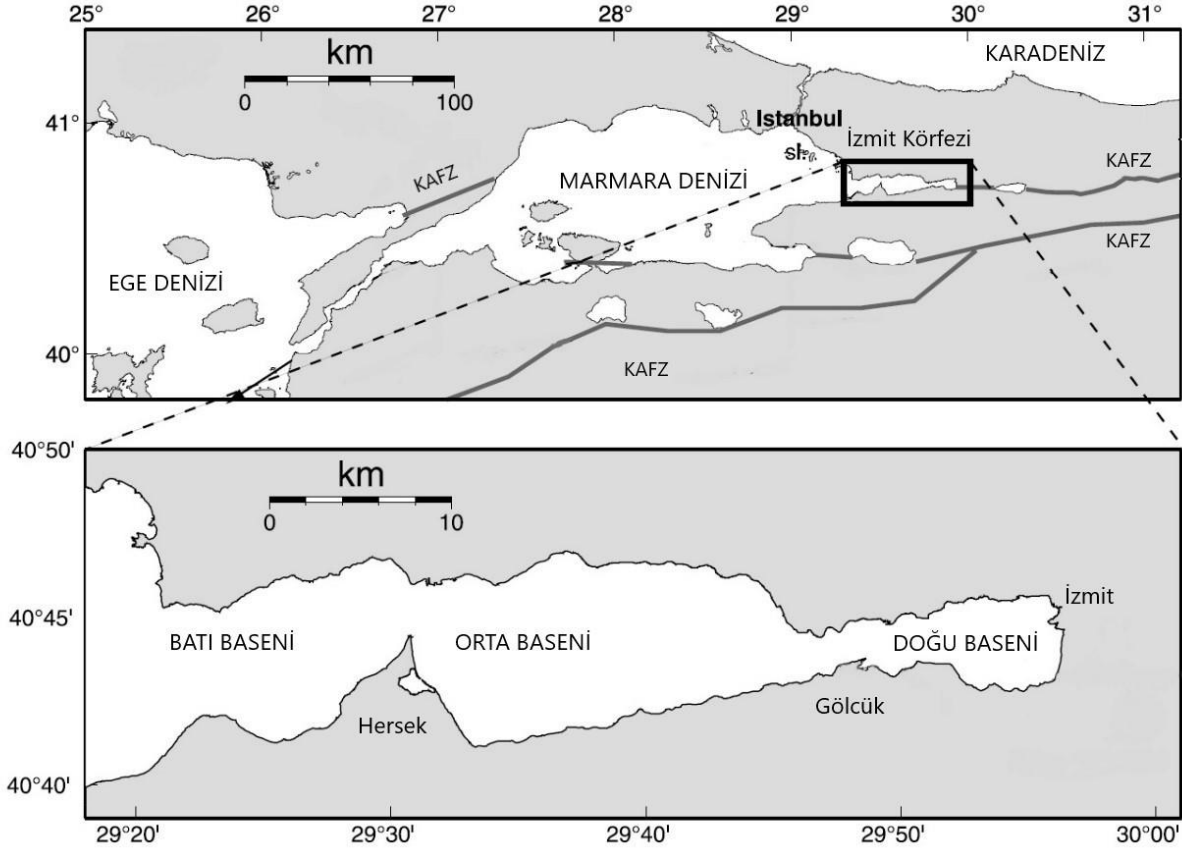 25° 26° 27° 28° 29° 30° 31°
km
0 100
KARADENİZ
41°
Istanbul
İzmit Körfezi
sl.
KAFZ
KAFZ
MARMARA DENİZİ
KAFZ
EGE DENİZİ
40°
KAFZ
40°50'
km
0 10
İzmit
40°45'
BATI BASENİ ORTA BASENİ DOĞU BASENİ
Gölcük
Hersek
40°40'
29°20' 29°30' 29°40' 29°50' 30°00'